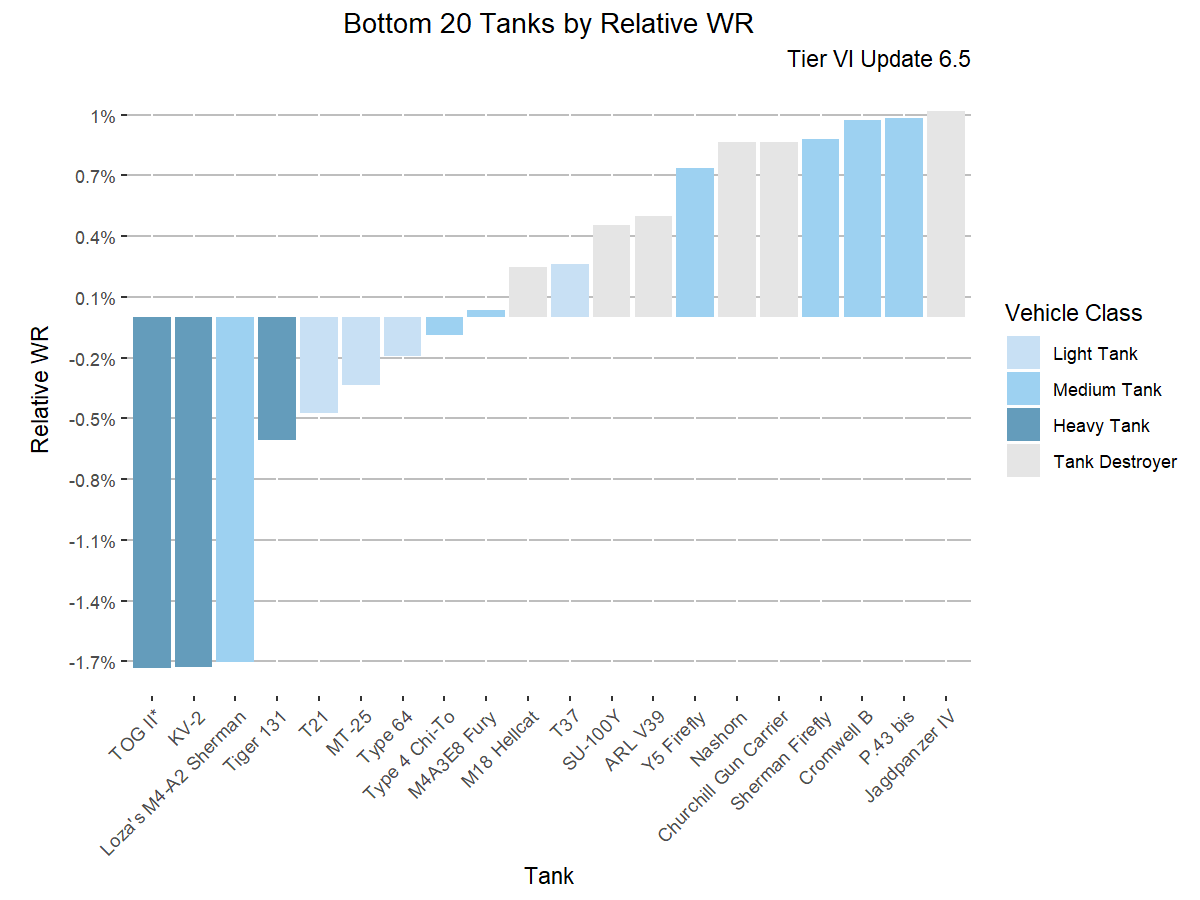 Bottom 20 Tanks by Relative WR
Tier VI Update 6.5
1%
0.7%
0.4%
0.1%
-0.2%
-0.5%
-0.8%
-1.1%
-1.4%
-1.7%
Relative WR
TOG II*
KV-2
Loza's M4-A2 Sherman
Tiger 131
T21
MT-25
Type 64
Type 4 Chi-To
M4A3E8 Fury
M18 Hellcat
T37
SU-100Y
ARL V39
Y5 Firefly
Nashorn
Churchill Gun Carrier
Sherman Firefly
Cromwell B
P.43 bis
Jagdpanzer IV
Tank
Vehicle Class
Light Tank
Medium Tank
Heavy Tank
Tank Destroyer